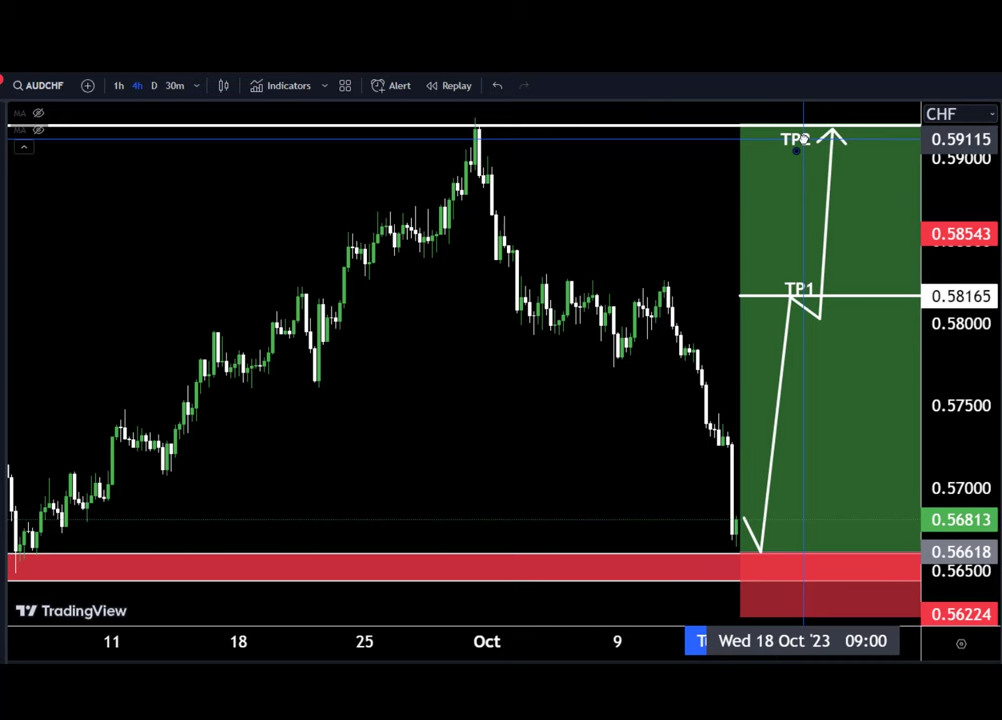 AUDCHF 1h 4h D 30m Indicators Alert Replay
MA
MA
CHF
0.59115
0.59000
0.58543
0.58165
0.58000
0.57500
0.57000
0.56813
0.56618
0.56500
0.56224
TP2
TP1
TradingView
11 18 25 Oct 9 Wed 18 Oct '23 09:00